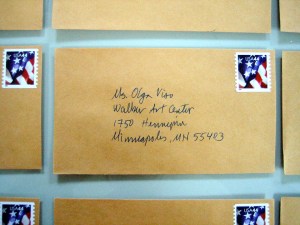 Ms Olga Viso
Walker Art Center
1750 Hennepin
Minneapolis, MN 55403